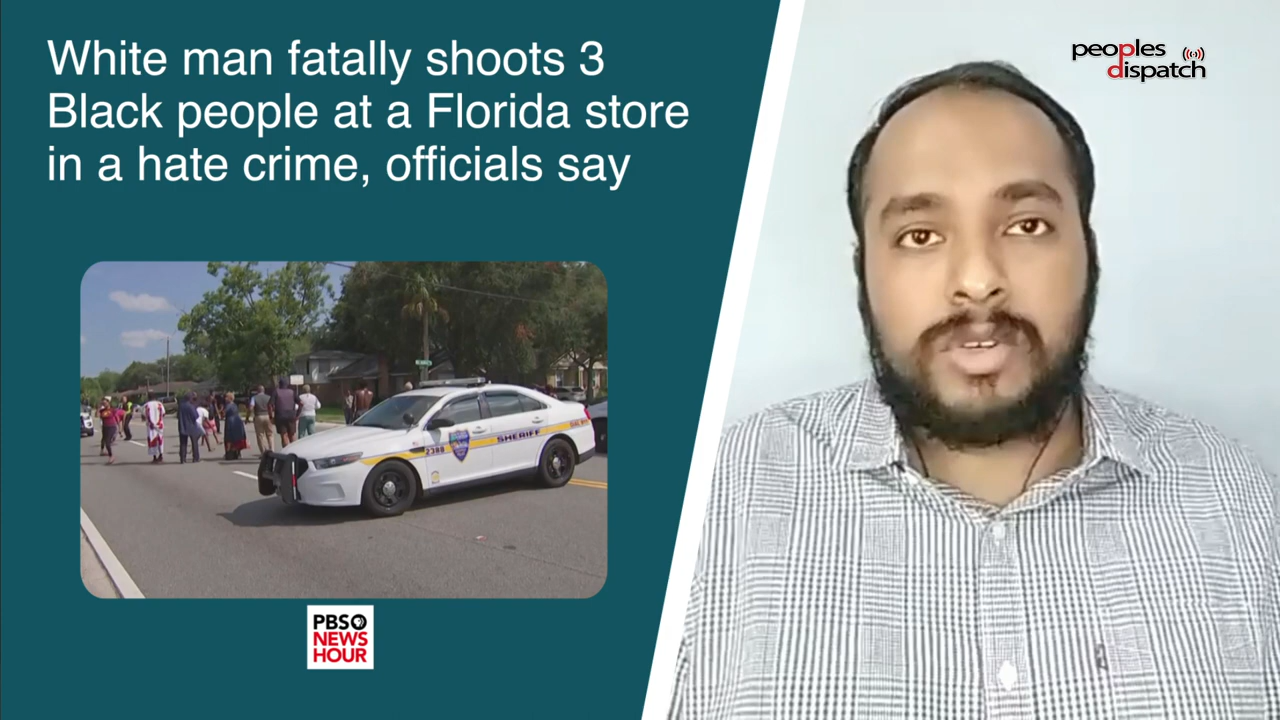 White man fatally shoots 3
Black people at a Florida store
in a hate crime, officials say
peoples
dispatch
2388
SHERIFF
PBS
NEWS
HOUR